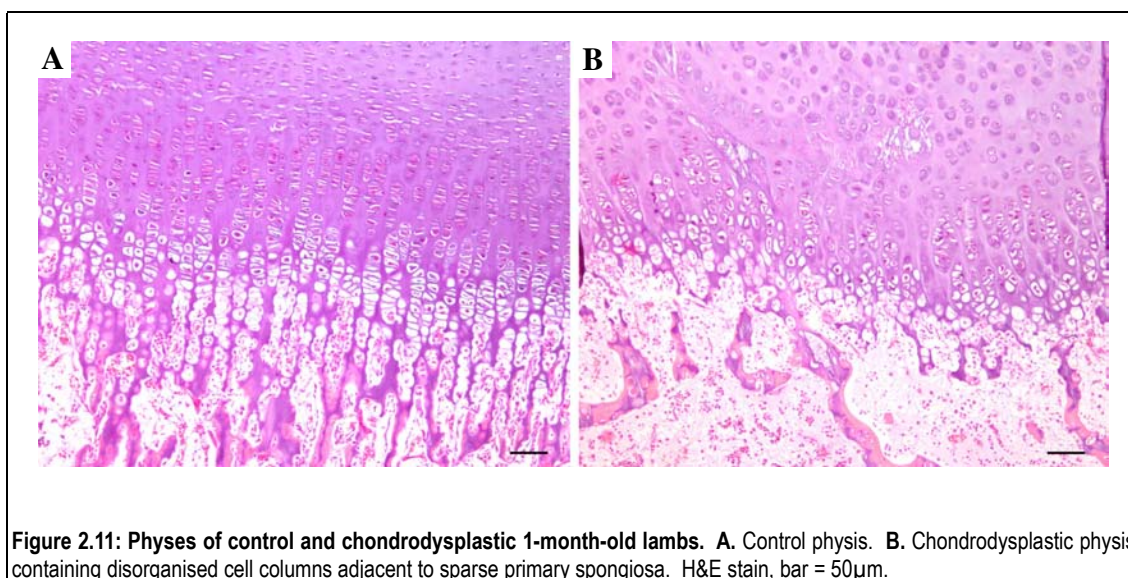 A
B
Figure 2.11: Physes of control and chondrodysplastic 1-month-old lambs. A. Control physis. B. Chondrodysplastic physis
containing disorganised cell columns adjacent to sparse primary spongiosa. H&E stain, bar = 50µm.